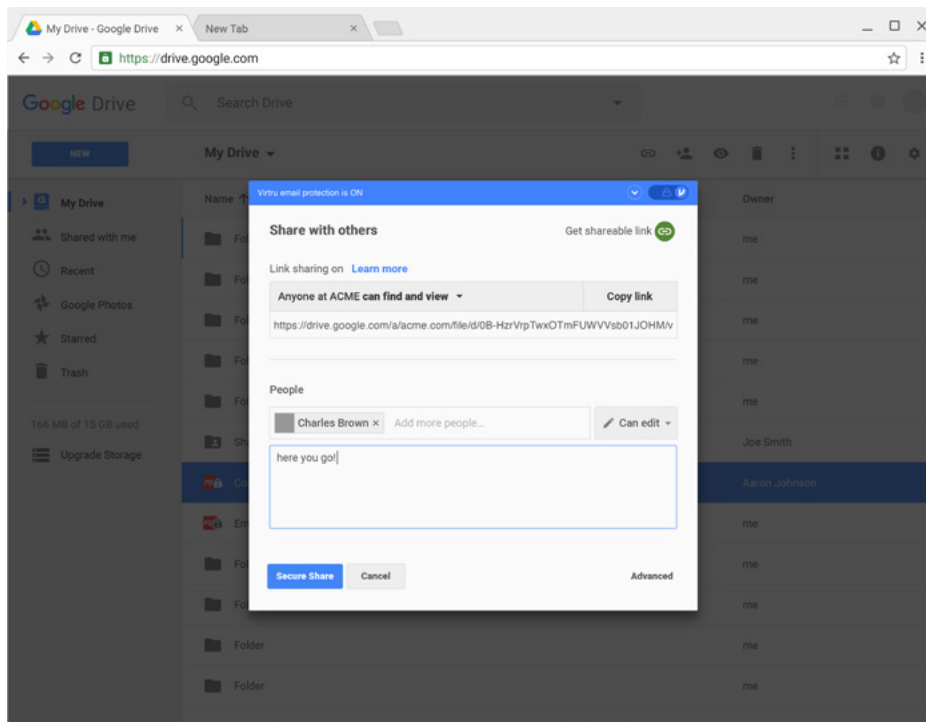 My Drive - Google Drive
New Tab
https://drive.google.com
Google Drive
Search Drive
NEW
My Drive
My Drive
Shared with me
Recent
Google Photos
Starred
Trash
166 MB of 15 GB used
Upgrade Storage
Name
Owner
Virtru email protection is ON
Share with others
Get shareable link
Link sharing on Learn more
Anyone at ACME can find and view
Copy link
https://drive.google.com/a/acme.com/file/d/0B-HzrVrpTwxOTmFUWVVsb01JOHM/v
People
Charles Brown × Add more people...
Can edit
here you go!
Secure Share
Cancel
Advanced
me
me
me
me
me
Joe Smith
Aaron Johnson
me
me
me
Folder
me
Folder
me